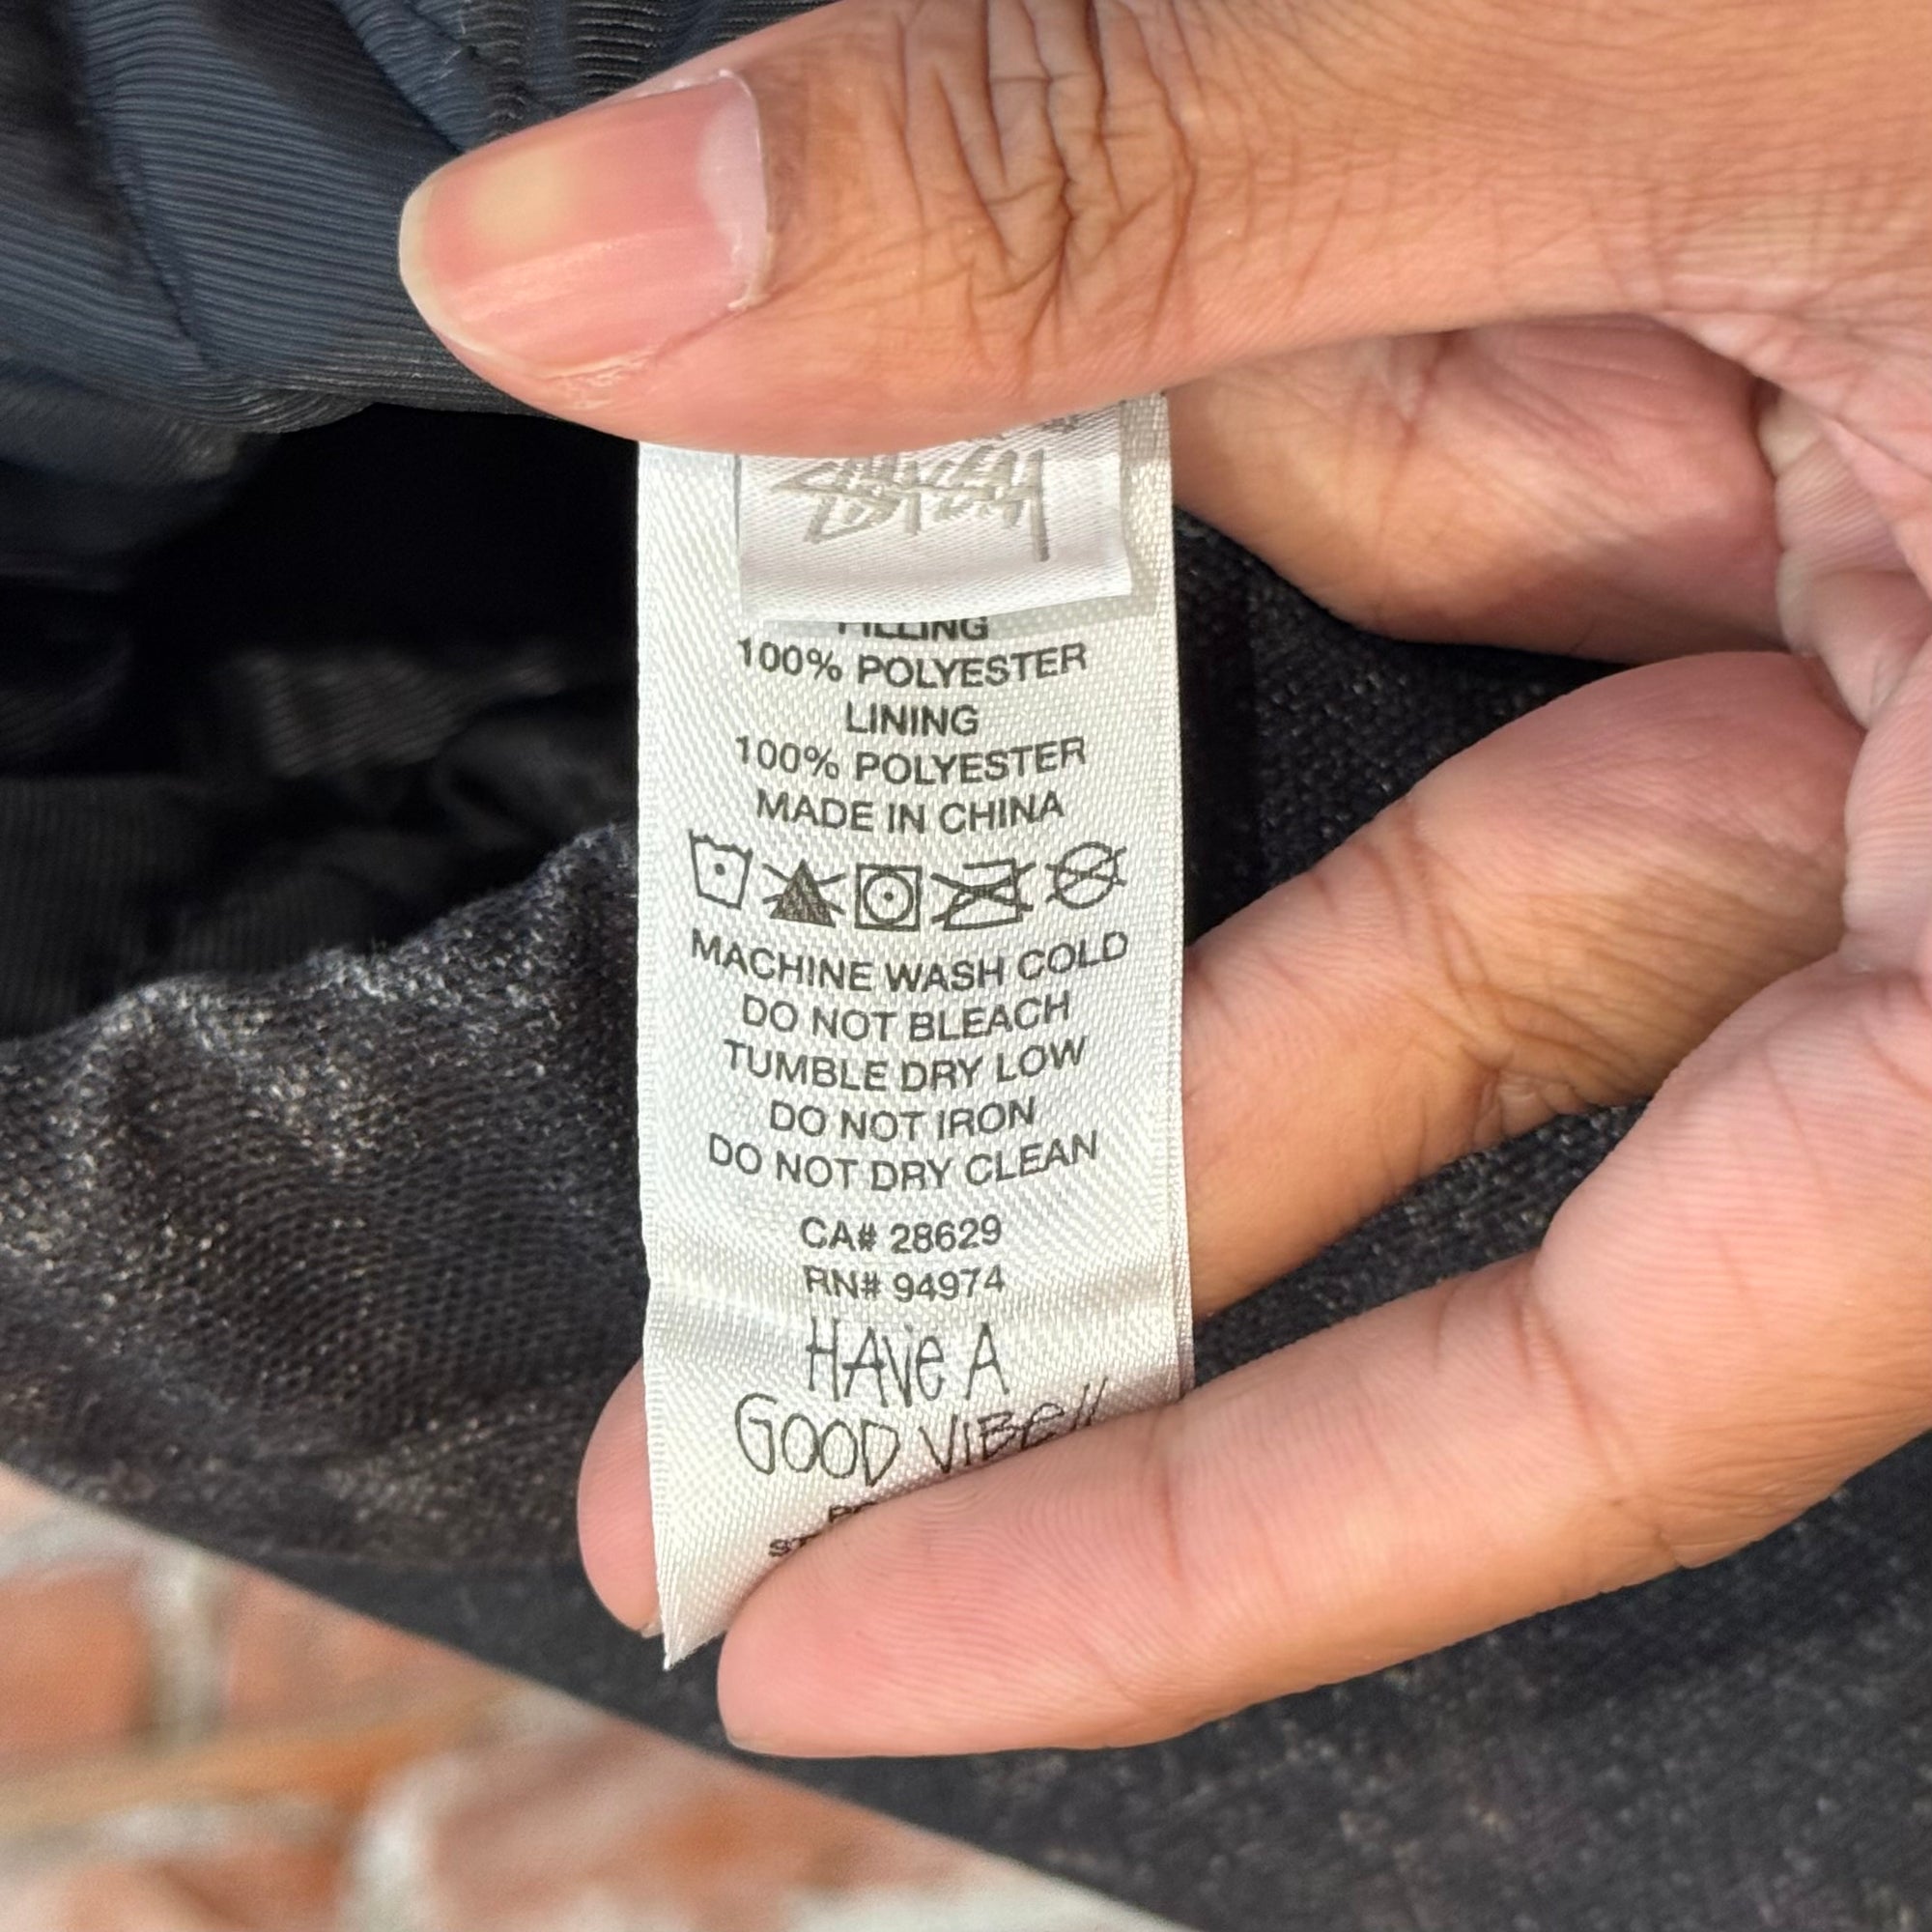 STÜSSY
FILLING
100% POLYESTER
LINING
100% POLYESTER
MADE IN CHINA
MACHINE WASH COLD
DO NOT BLEACH
TUMBLE DRY LOW
DO NOT IRON
DO NOT DRY CLEAN
CA# 28629
RN# 94974
HAVe A
GOOD ViBe!!